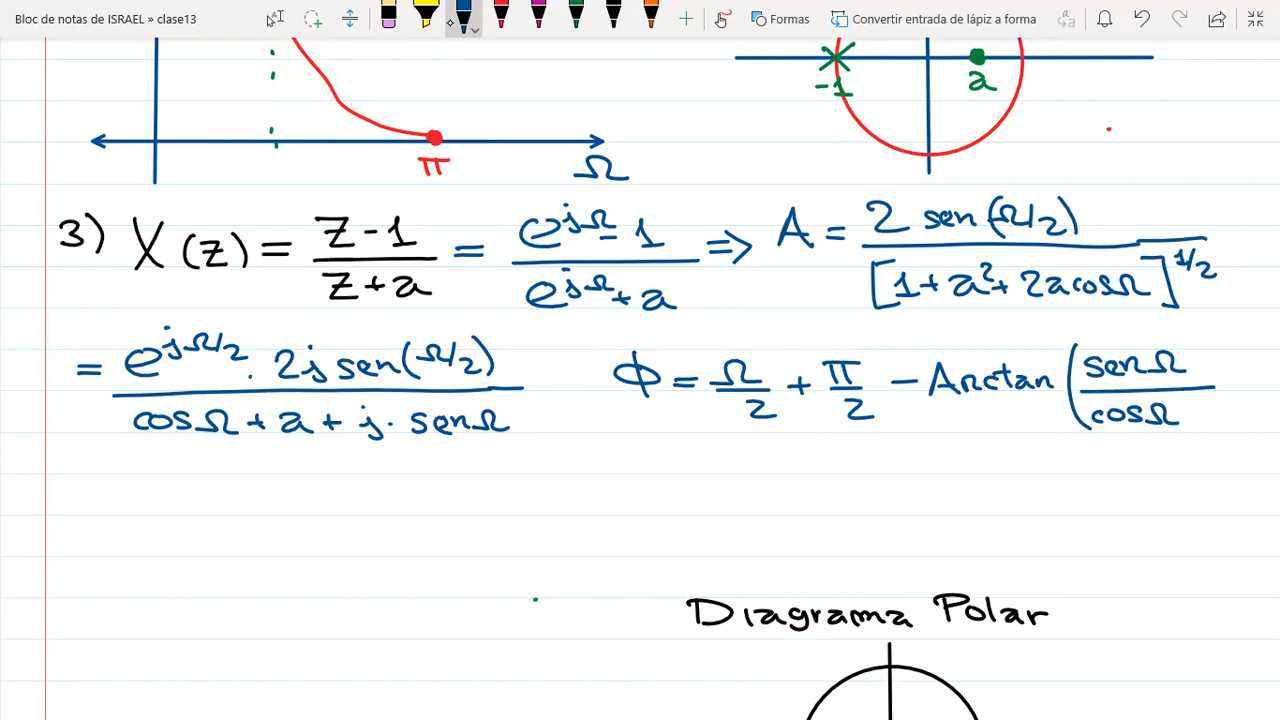 Bloc de notas de ISRAEL » clase13
Formas
Convertir entrada de lápiz a forma
-1
a
π
Ω
3) X(z) = z-1 / z+a = e^{jΩ} - 1 / e^{jΩ} + a => A = 2 sen(Ω/2) / [1+a²+2a cosΩ]^{1/2}
= e^{jΩ/2} . 2j sen(Ω/2) / cosΩ + a + j. senΩ
Φ = Ω/2 + π/2 - Arctan (senΩ / cosΩ
Diagrama Polar